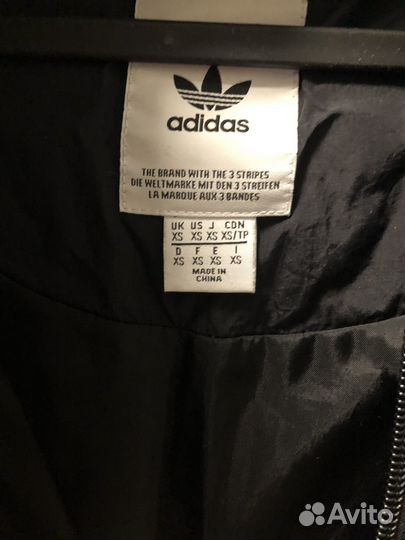 adidas
THE BRAND WITH THE 3 STRIPES
DIE WELTMARKE MIT DEN 3 STREIFEN
LA MARQUE AUX 3 BANDES
UK US J CDN
XS XS XS XS/TP
D F E I
XS XS XS XS
MADE IN
CHINA
Avito